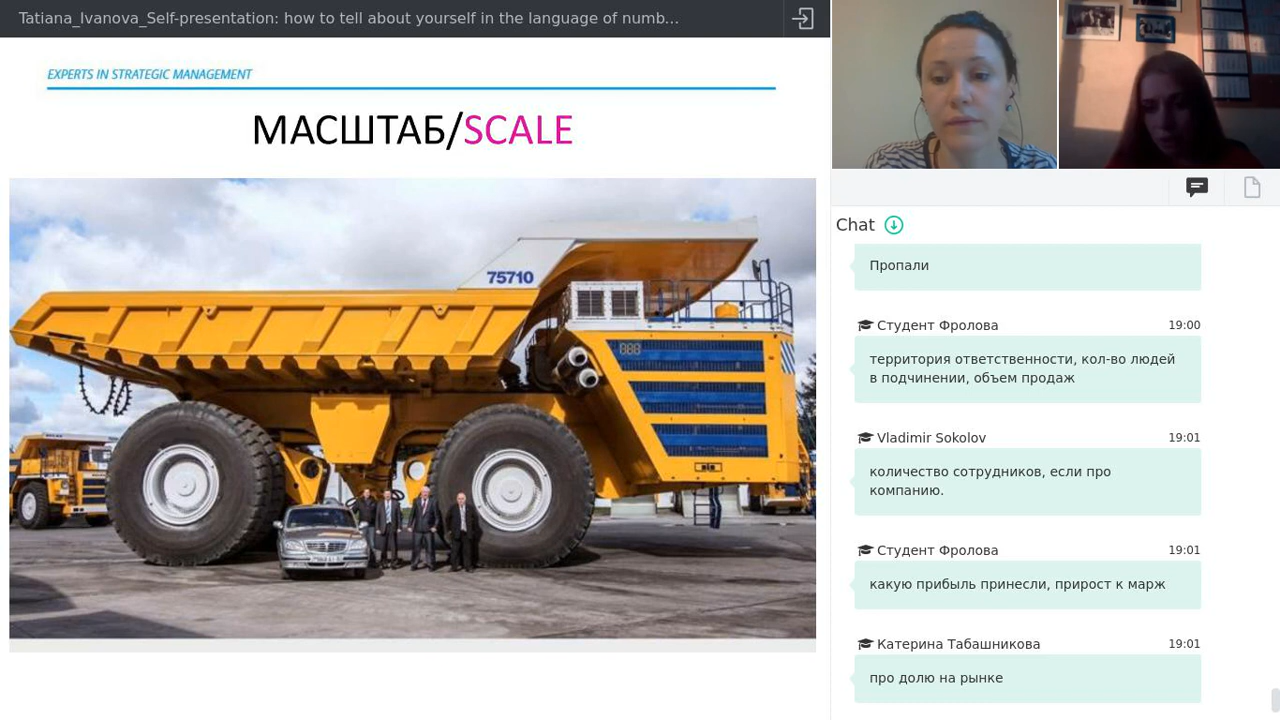 Tatiana_Ivanova_Self-presentation: how to tell about yourself in the language of numb...
EXPERTS IN STRATEGIC MANAGEMENT
МАСШТАБ/SCALE
75710
Chat
Пропали
Студент Фролова 19:00
территория ответственности, кол-во людей
в подчинении, объем продаж
Vladimir Sokolov 19:01
количество сотрудников, если про
компанию.
Студент Фролова 19:01
какую прибыль принесли, прирост к марж
Катерина Табашникова 19:01
про долю на рынке